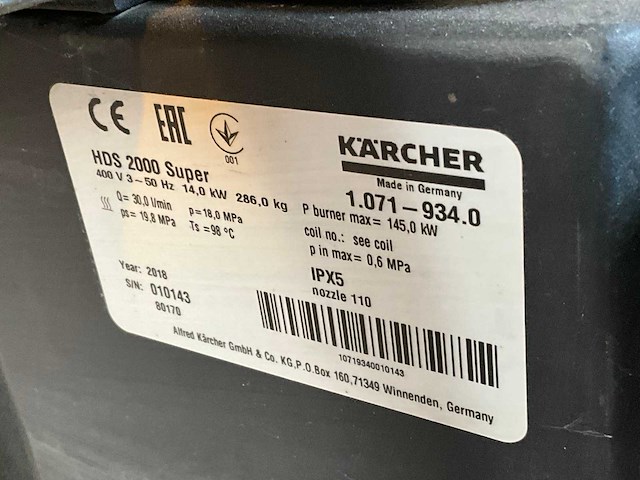 CE EAC 001
KÄRCHER
Made in Germany
HDS 2000 Super
1.071-934.0
400 V 3~50 Hz 14,0 kW 286,0 kg
P burner max= 145,0 kW
Q= 30,0 l/min p=18,0 MPa
coil no.: see coil
ps= 19,8 MPa Ts =98 °C
p in max= 0,6 MPa
IPX5
nozzle 110
Year: 2018
S/N: 010143
80170
10719340010143
Alfred Kärcher GmbH & Co. KG,P.O.Box 160,71349 Winnenden, Germany